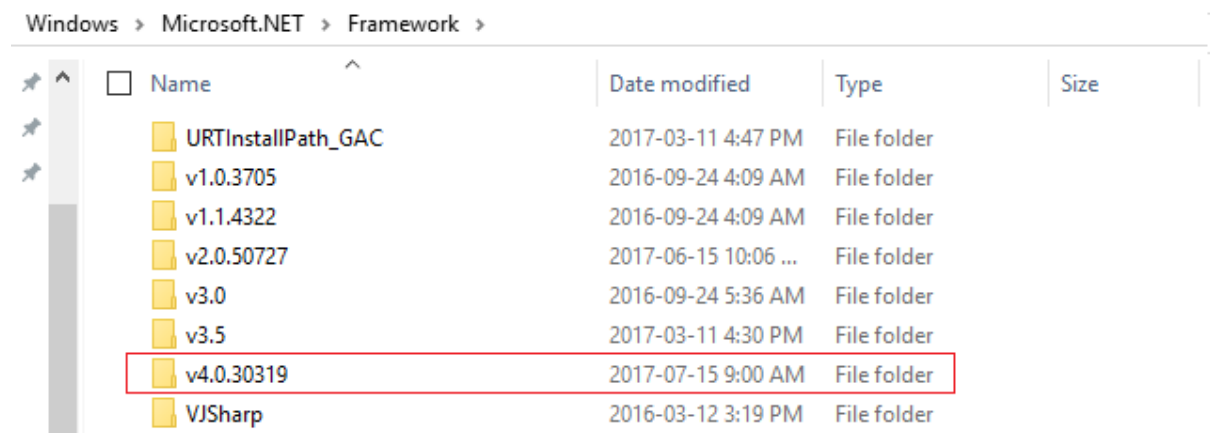 Windows > Microsoft.NET > Framework >
Name Date modified Type Size
URTInstallPath_GAC 2017-03-11 4:47 PM File folder
v1.0.3705 2016-09-24 4:09 AM File folder
v1.1.4322 2016-09-24 4:09 AM File folder
v2.0.50727 2017-06-15 10:06 ... File folder
v3.0 2016-09-24 5:36 AM File folder
v3.5 2017-03-11 4:30 PM File folder
v4.0.30319 2017-07-15 9:00 AM File folder
VJSharp 2016-03-12 3:19 PM File folder